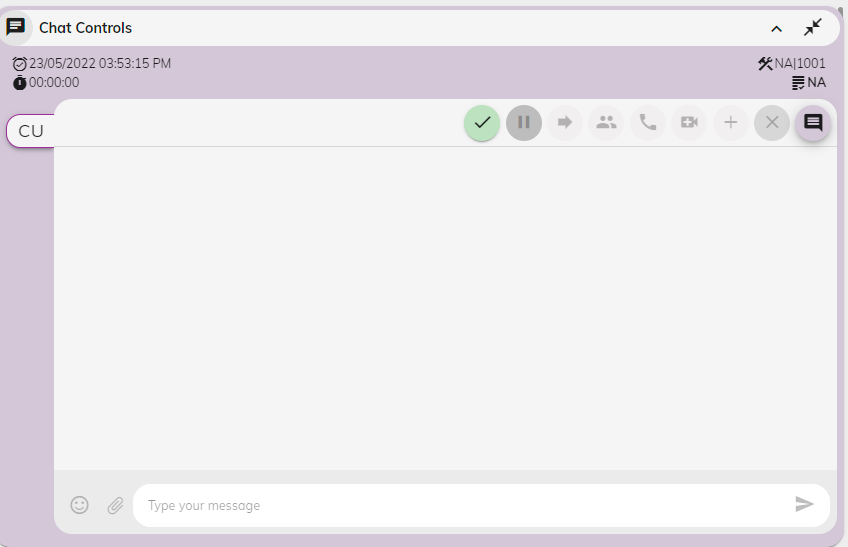 Chat Controls
23/05/2022 03:53:15 PM
NA|1001
00:00:00
NA
CU
Type your message